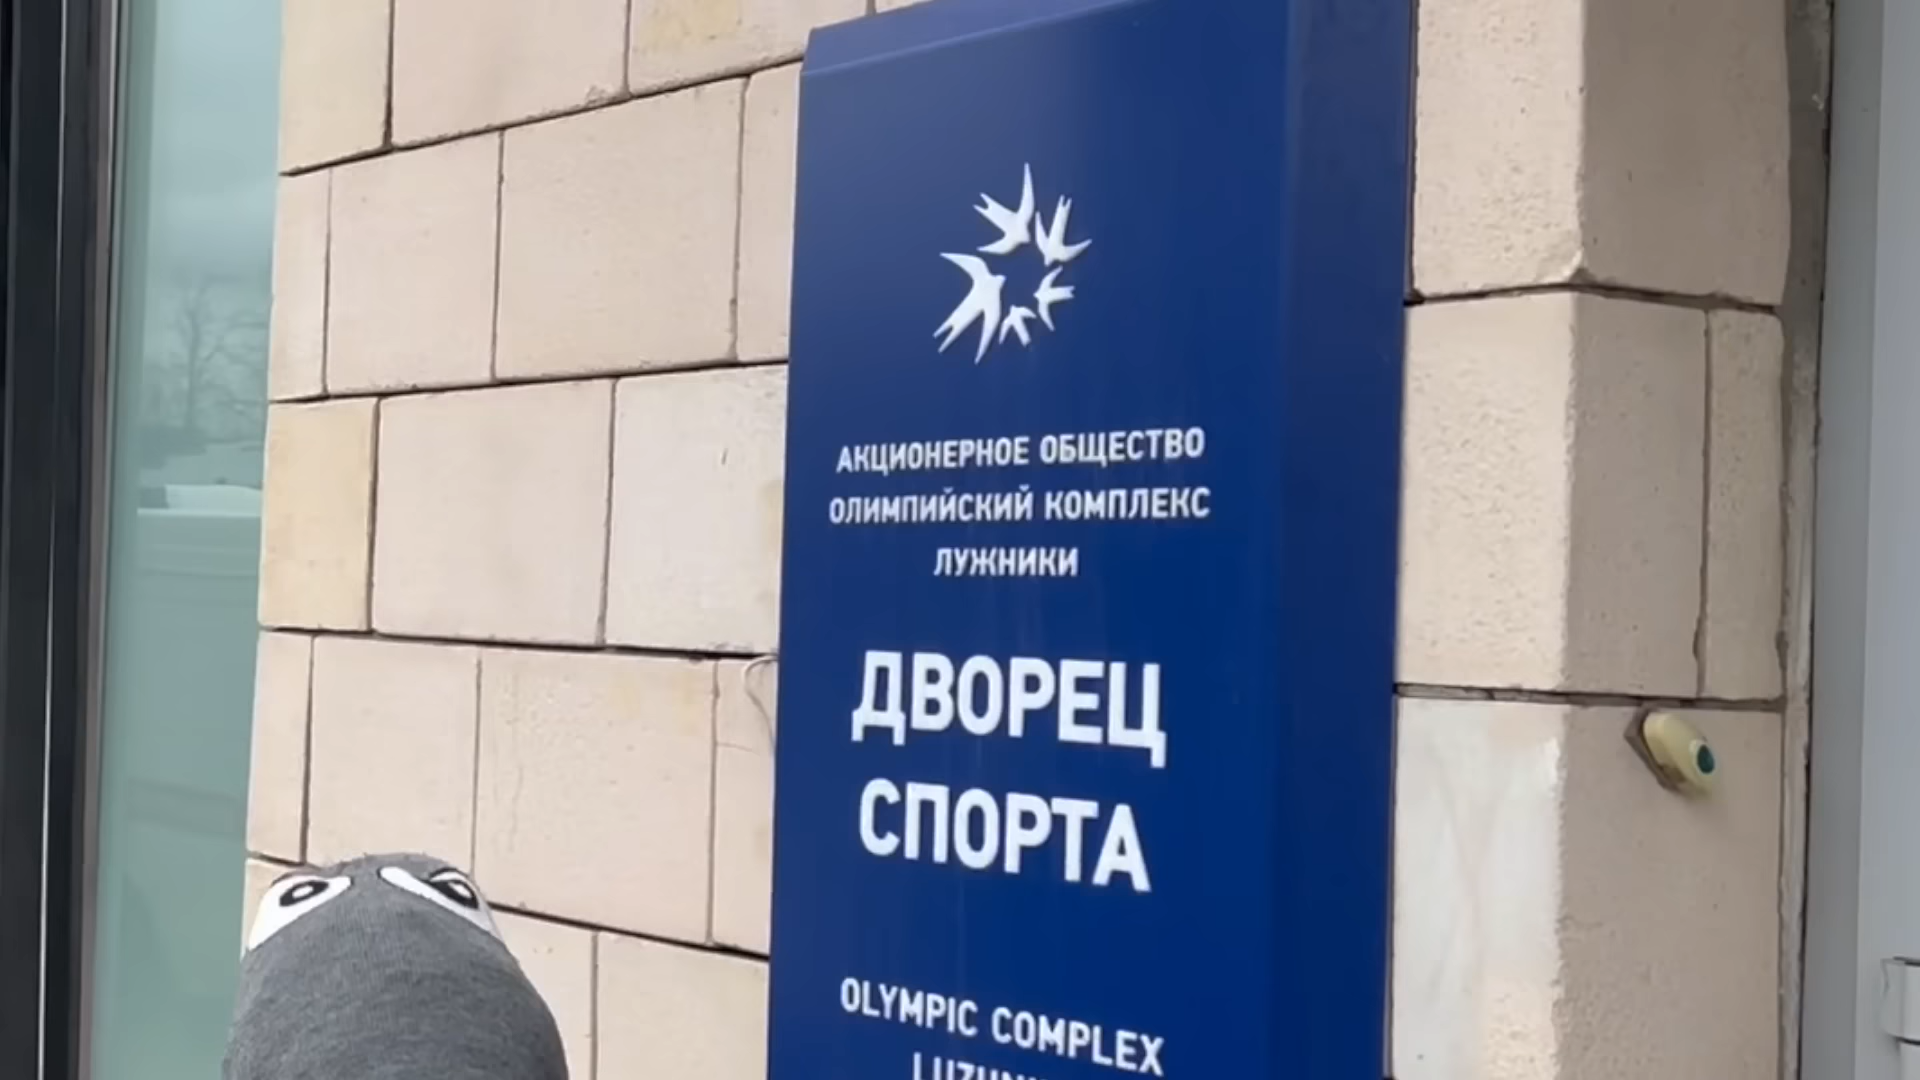 АКЦИОНЕРНОЕ ОБЩЕСТВО
ОЛИМПИЙСКИЙ КОМПЛЕКС
ЛУЖНИКИ
ДВОРЕЦ
СПОРТА
OLYMPIC COMPLEX